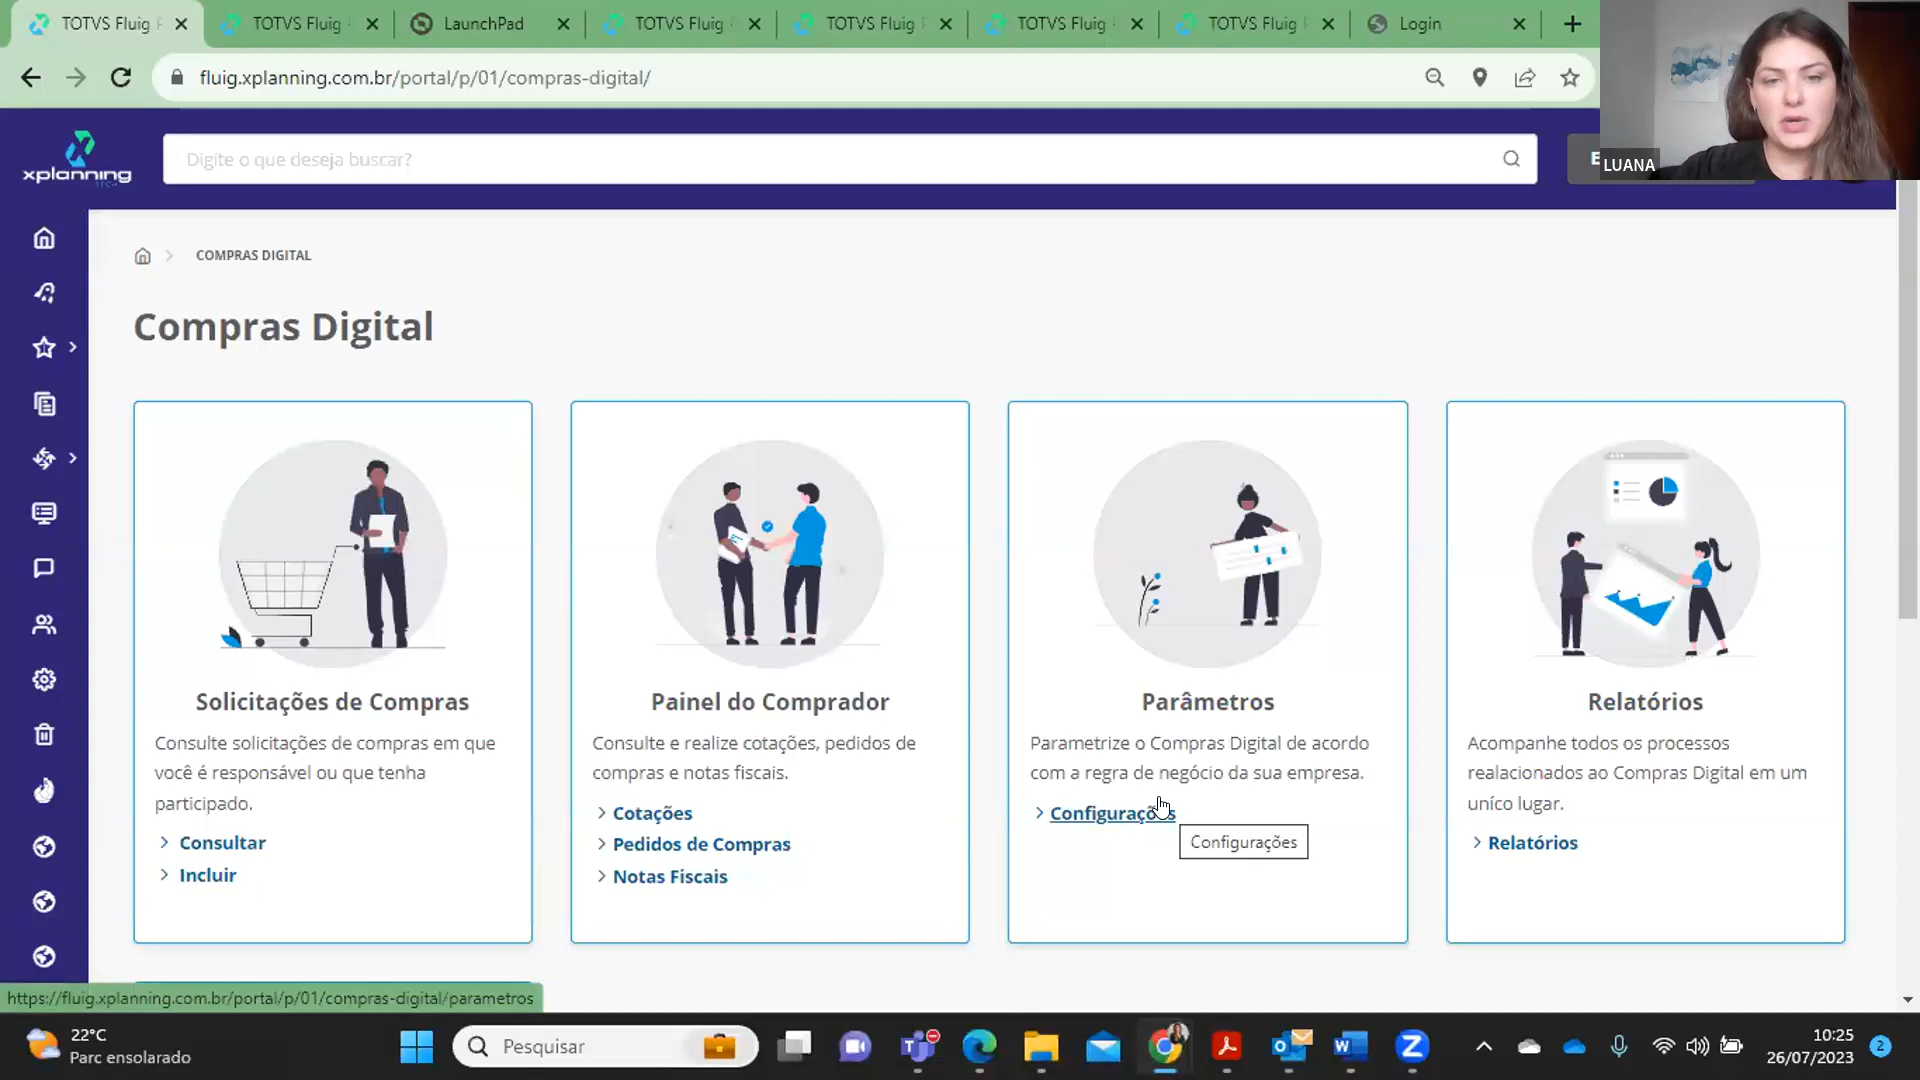 TOTVS Fluig
TOTVS Fluig
LaunchPad
TOTVS Fluig
TOTVS Fluig
TOTVS Fluig
TOTVS Fluig
Login
fluig.xplanning.com.br/portal/p/01/compras-digital/
LUANA
xplanning
TECH
Digite o que deseja buscar?
COMPRAS DIGITAL
Compras Digital
Solicitações de Compras
Consulte solicitações de compras em que
você é responsável ou que tenha
participado.
Consultar
Incluir
Painel do Comprador
Consulte e realize cotações, pedidos de
compras e notas fiscais.
Cotações
Pedidos de Compras
Notas Fiscais
Parâmetros
Parametrize o Compras Digital de acordo
com a regra de negócio da sua empresa.
Configurações
Configurações
Relatórios
Acompanhe todos os processos
realacionados ao Compras Digital em um
uníco lugar.
Relatórios
https://fluig.xplanning.com.br/portal/p/01/compras-digital/parametros
22°C
Parc ensolarado
Pesquisar
10:25
26/07/2023
2